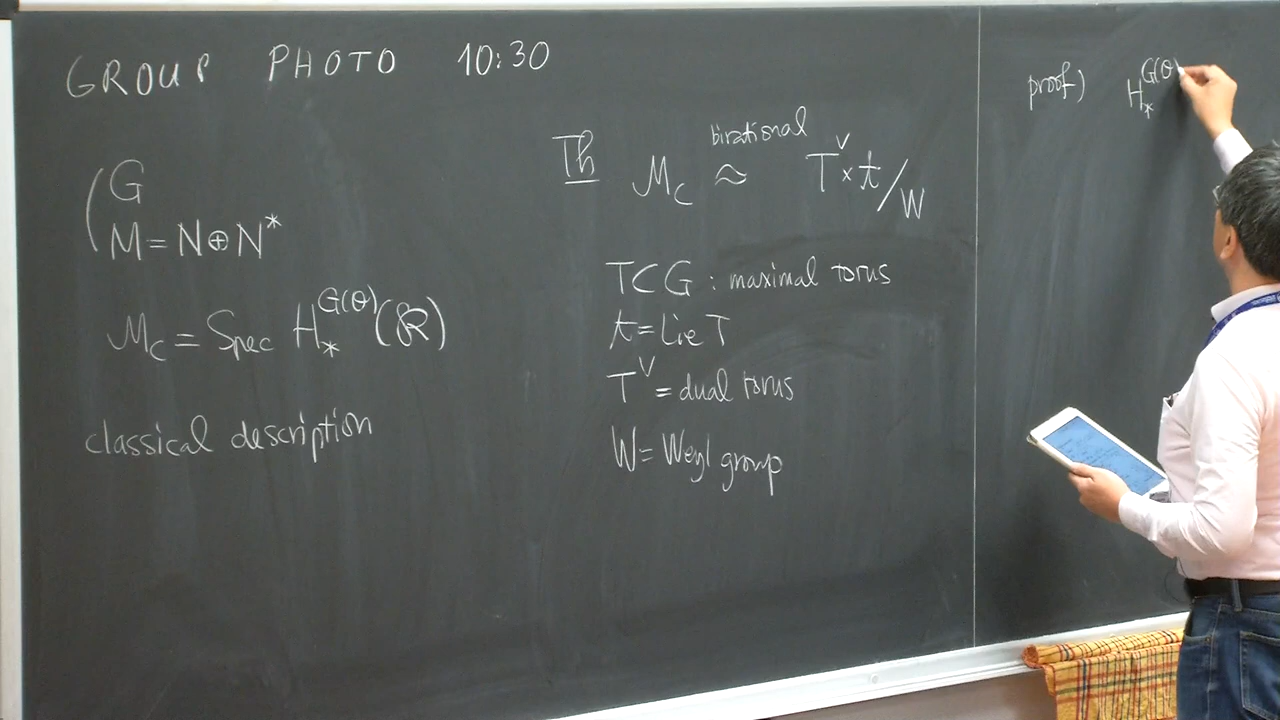 GROUP PHOTO 10:30
G
M = N ⊕ N*
M_C = Spec H_*^{G(O)}(R)
classical description
Th M_C ≈ birational T^∨ × t / W
T ⊂ G : maximal torus
t = Lie T
T^∨ = dual torus
W = Weyl group
proof) H_*^{G(O)